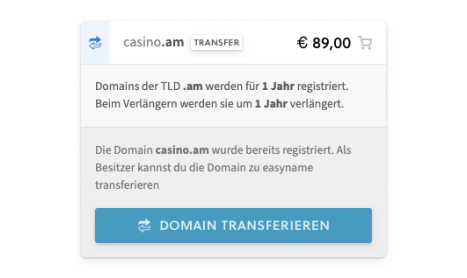 casino.am TRANSFER € 89,00
Domains der TLD .am werden für 1 Jahr registriert.
Beim Verlängern werden sie um 1 Jahr verlängert.
Die Domain casino.am wurde bereits registriert. Als
Besitzer kannst du die Domain zu easyname
transferieren
DOMAIN TRANSFERIEREN